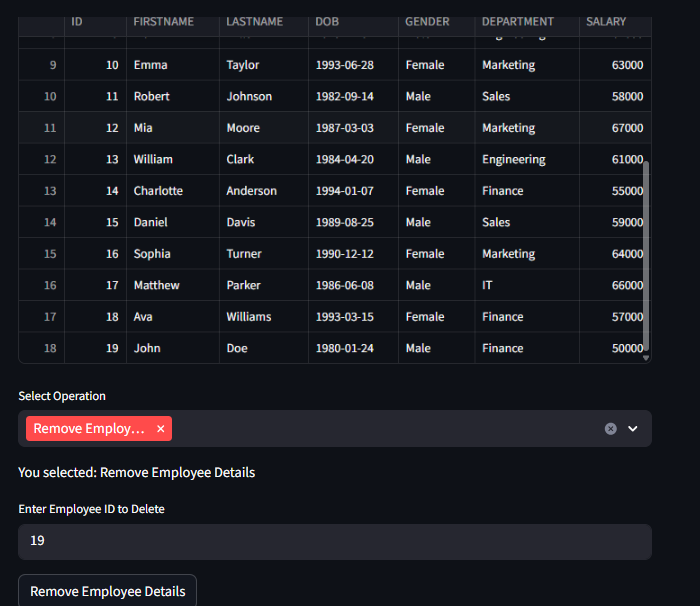 ID FIRSTNAME LASTNAME DOB GENDER DEPARTMENT SALARY
9 10 Emma Taylor 1993-06-28 Female Marketing 63000
10 11 Robert Johnson 1982-09-14 Male Sales 58000
11 12 Mia Moore 1987-03-03 Female Marketing 67000
12 13 William Clark 1984-04-20 Male Engineering 61000
13 14 Charlotte Anderson 1994-01-07 Female Finance 55000
14 15 Daniel Davis 1989-08-25 Male Sales 59000
15 16 Sophia Turner 1990-12-12 Female Marketing 64000
16 17 Matthew Parker 1986-06-08 Male IT 66000
17 18 Ava Williams 1993-03-15 Female Finance 57000
18 19 John Doe 1980-01-24 Male Finance 50000
Select Operation
Remove Employ...
You selected: Remove Employee Details
Enter Employee ID to Delete
19
Remove Employee Details